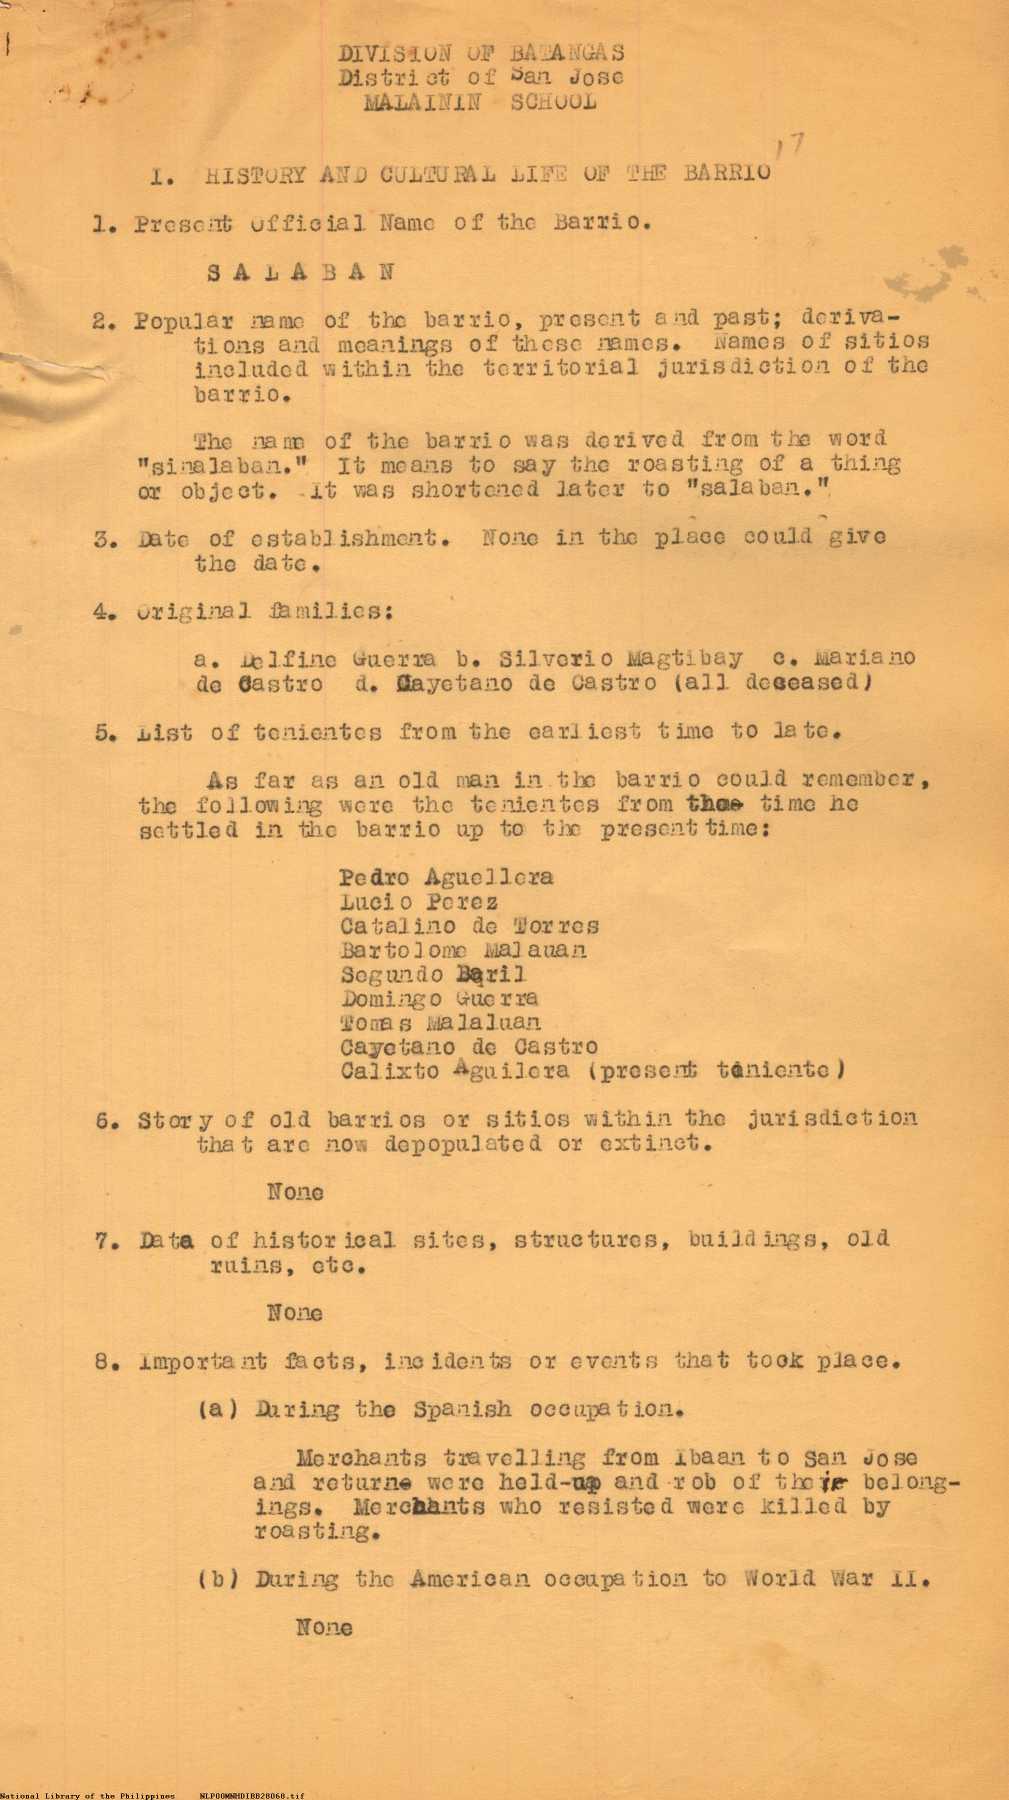 DIVISION OF BATANGAS
District of San Jose
MALAININ SCHOOL
17
I. HISTORY AND CULTURAL LIFE OF THE BARRIO
1. Present Official Name of the Barrio.
S A L A B A N
2. Popular name of the barrio, present and past; deriva-
tions and meanings of these names. Names of sitios
included within the territorial jurisdiction of the
barrio.
The name of the barrio was derived from the word
"sinalaban." It means to say the roasting of a thing
or object. It was shortened later to "salaban."
3. Date of establishment. None in the place could give
the date.
4. Original families:
a. Delfine Guerra b. Silverio Magtibay c. Mariano
de Castro d. Cayetano de Castro (all deceased)
5. List of tenientes from the earliest time to late.
As far as an old man in the barrio could remember,
the following were the tenientes from the time he
settled in the barrio up to the present time:
Pedro Aguellera
Lucio Perez
Catalino de Torres
Bartolome Malauan
Segundo Baril
Domingo Guerra
Tomas Malaluan
Cayetano de Castro
Calixto Aguilera (present teniente)
6. Story of old barrios or sitios within the jurisdiction
that are now depopulated or extinct.
None
7. Data of historical sites, structures, buildings, old
ruins, etc.
None
8. Important facts, incidents or events that took place.
(a) During the Spanish occupation.
Merchants travelling from Ibaan to San Jose
and return were held-up and rob of their belong-
ings. Merchants who resisted were killed by
roasting.
(b) During the American occupation to World War II.
None
National Library of the Philippines NLPOOMNHDIBB28060.tif